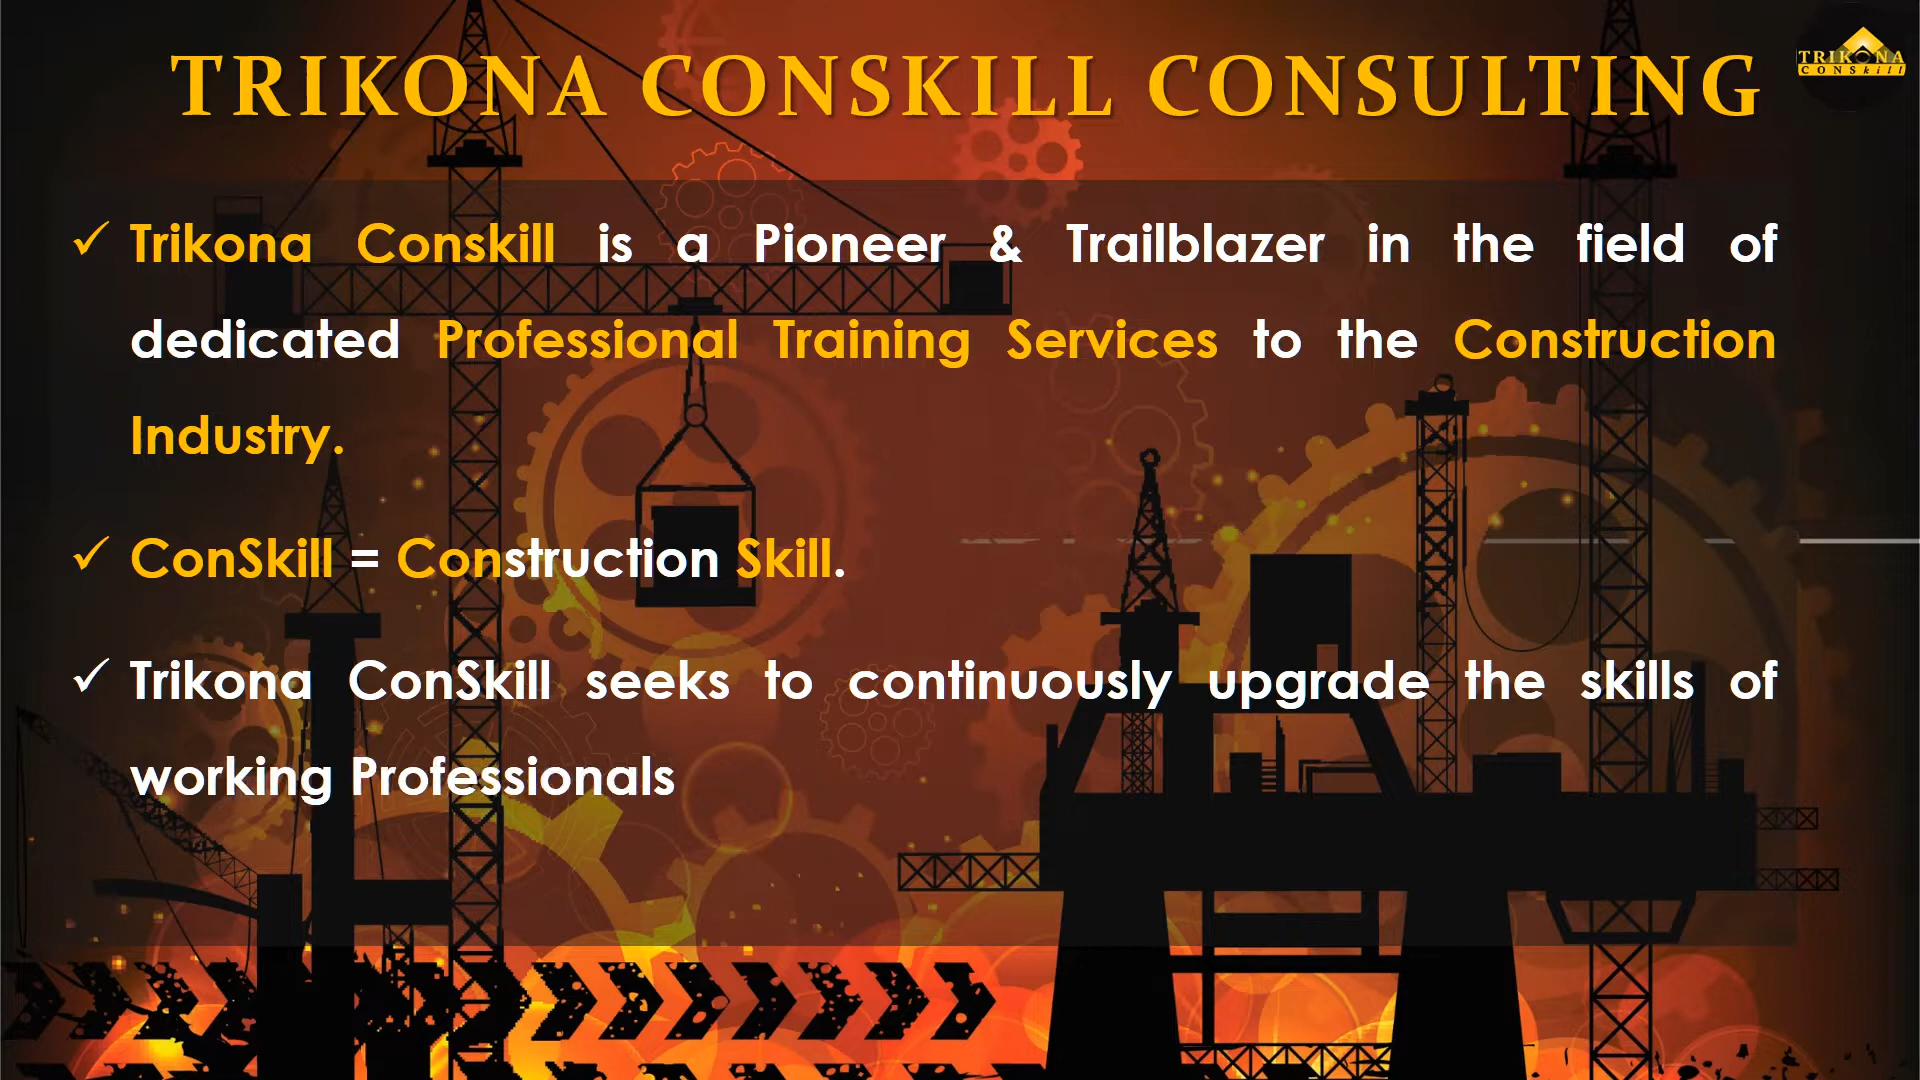 TRIKONA CONSKILL CONSULTING
TRIKONA
CONSkill
✓ Trikona Conskill is a Pioneer & Trailblazer in the field of
dedicated Professional Training Services to the Construction
Industry.
✓ ConSkill = Construction Skill.
✓ Trikona ConSkill seeks to continuously upgrade the skills of
working Professionals